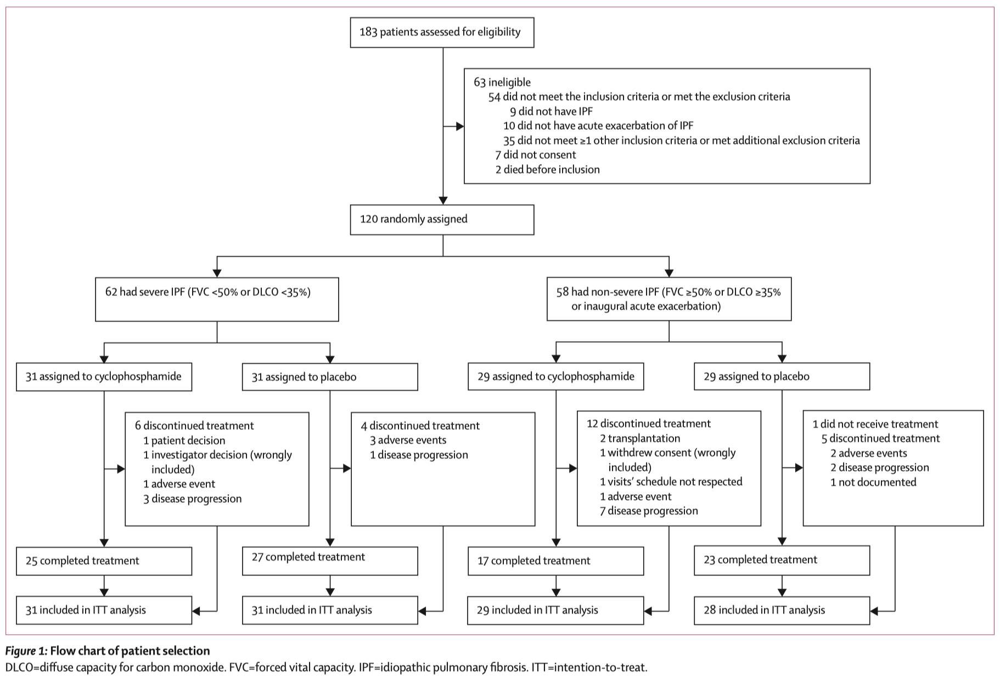 183 patients assessed for eligibility
63 ineligible
54 did not meet the inclusion criteria or met the exclusion criteria
9 did not have IPF
10 did not have acute exacerbation of IPF
35 did not meet ≥1 other inclusion criteria or met additional exclusion criteria
7 did not consent
2 died before inclusion
120 randomly assigned
62 had severe IPF (FVC <50% or DLCO <35%)
58 had non-severe IPF (FVC ≥50% or DLCO ≥35%
or inaugural acute exacerbation)
31 assigned to cyclophosphamide
31 assigned to placebo
29 assigned to cyclophosphamide
29 assigned to placebo
6 discontinued treatment
1 patient decision
1 investigator decision (wrongly
included)
1 adverse event
3 disease progression
4 discontinued treatment
3 adverse events
1 disease progression
12 discontinued treatment
2 transplantation
1 withdrew consent (wrongly
included)
1 visits' schedule not respected
1 adverse event
7 disease progression
1 did not receive treatment
5 discontinued treatment
2 adverse events
2 disease progression
1 not documented
25 completed treatment
27 completed treatment
17 completed treatment
23 completed treatment
31 included in ITT analysis
31 included in ITT analysis
29 included in ITT analysis
28 included in ITT analysis
Figure 1: Flow chart of patient selection
DLCO=diffuse capacity for carbon monoxide. FVC=forced vital capacity. IPF=idiopathic pulmonary fibrosis. ITT=intention-to-treat.